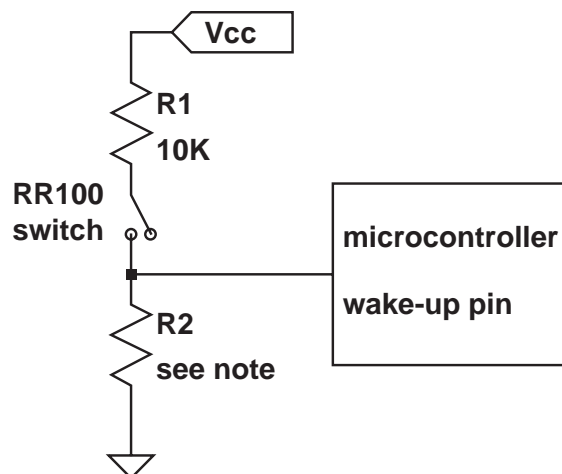 Vcc
R1
10K
RR100
switch
microcontroller
wake-up pin
R2
see note